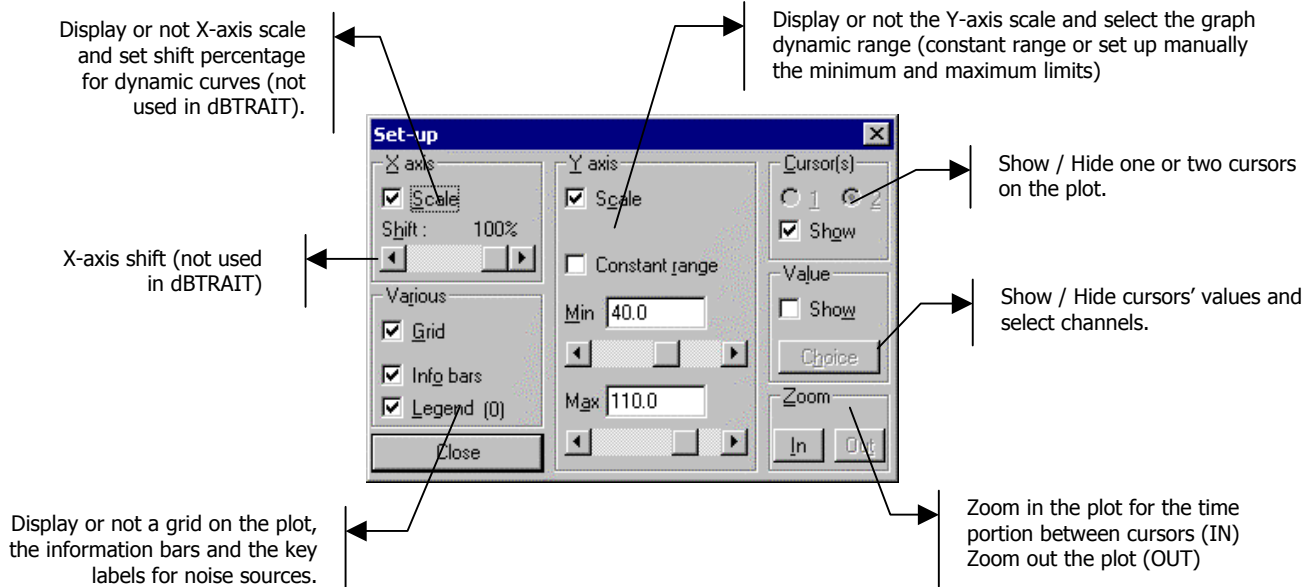 Display or not X-axis scale
and set shift percentage
for dynamic curves (not
used in dBTRAIT).
Display or not the Y-axis scale and select the graph
dynamic range (constant range or set up manually
the minimum and maximum limits)
X-axis shift (not used
in dBTRAIT)
Set-up
X axis
Scale
Shift : 100%
Various
Grid
Info bars
Legend (0)
Close
Y axis
Scale
Constant range
Min 40.0
Max 110.0
Cursor(s)
1 2
Show
Value
Show
Choice
Zoom
In Out
Show / Hide one or two cursors
on the plot.
Show / Hide cursors’ values and
select channels.
Display or not a grid on the plot,
the information bars and the key
labels for noise sources.
Zoom in the plot for the time
portion between cursors (IN)
Zoom out the plot (OUT)